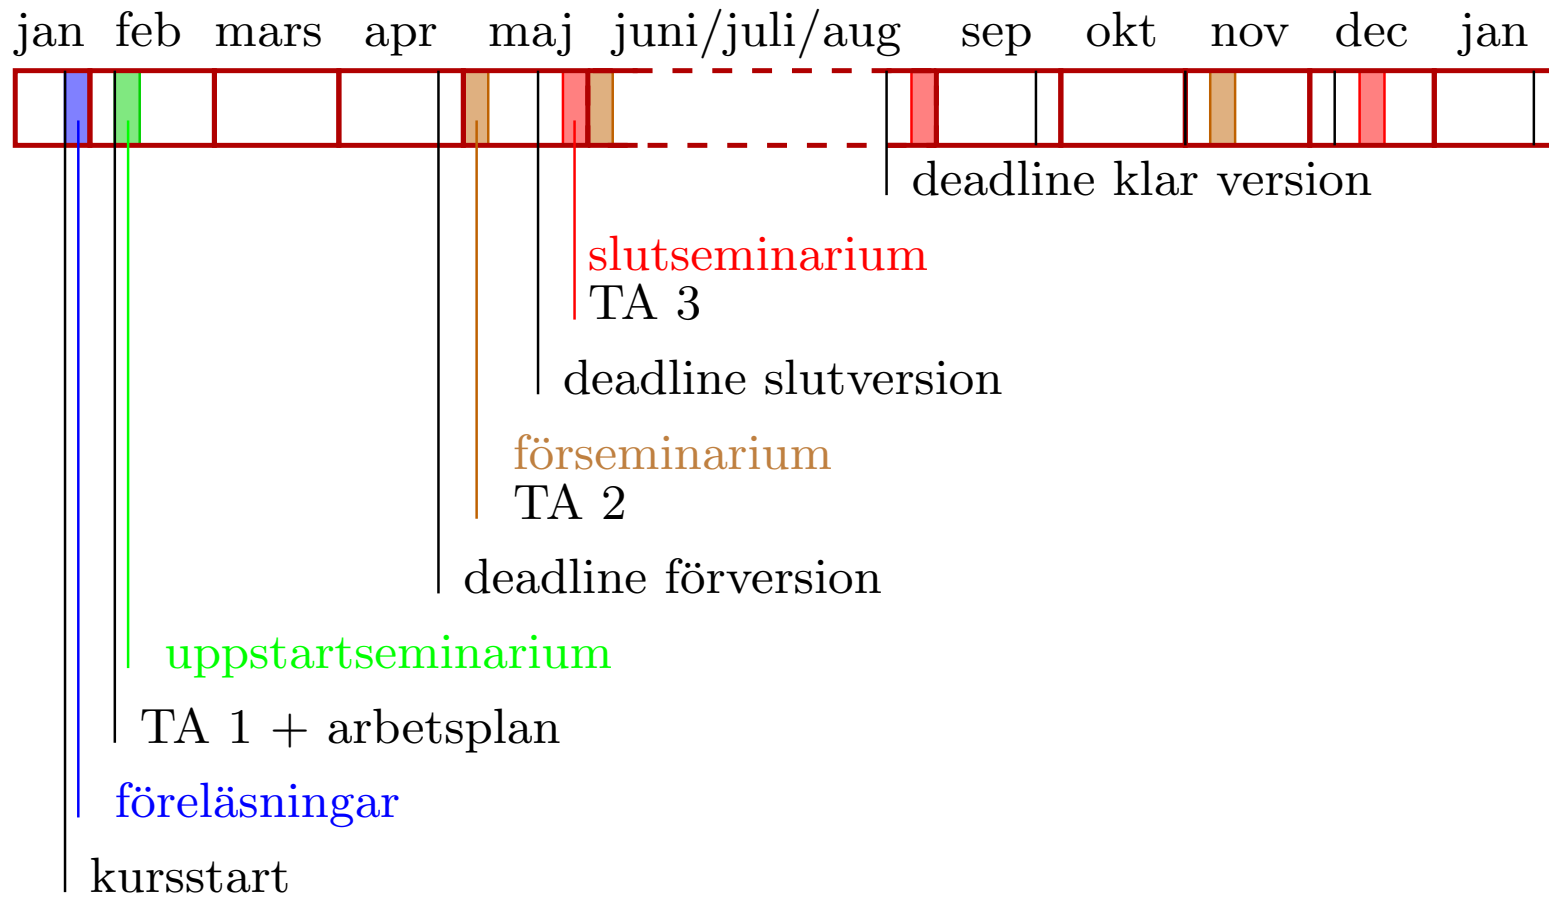 jan feb mars apr maj juni/juli/aug sep okt nov dec jan
deadline klar version
slutseminarium
TA 3
deadline slutversion
förseminarium
TA 2
deadline förversion
uppstartseminarium
TA 1 + arbetsplan
föreläsningar
kursstart